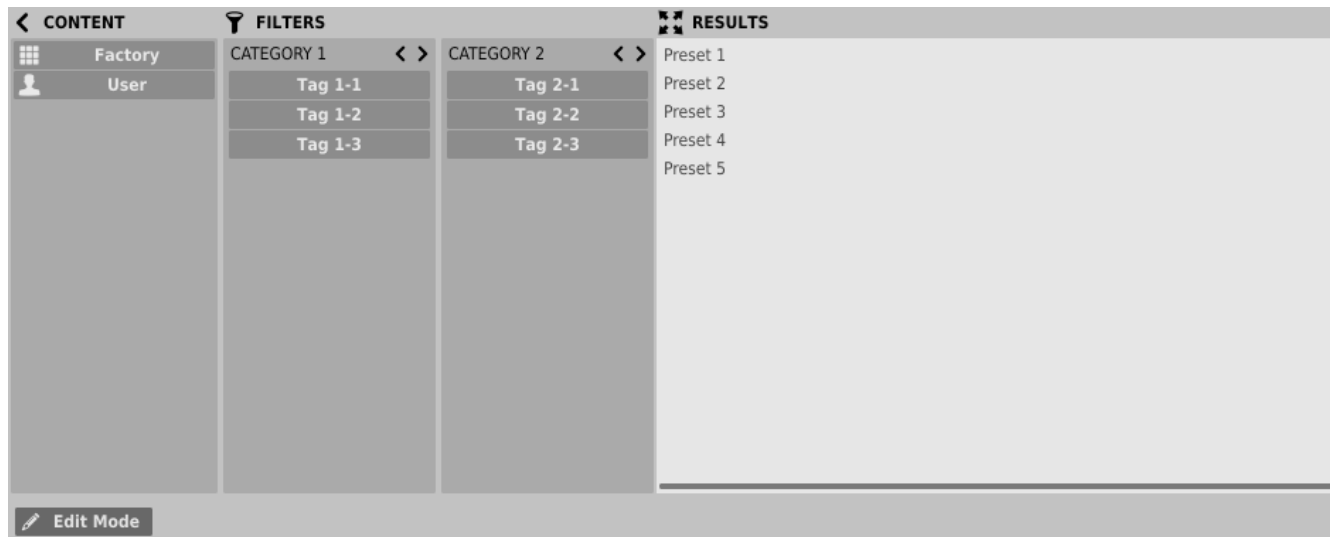 CONTENT
Factory
User
FILTERS
CATEGORY 1
Tag 1-1
Tag 1-2
Tag 1-3
CATEGORY 2
Tag 2-1
Tag 2-2
Tag 2-3
RESULTS
Preset 1
Preset 2
Preset 3
Preset 4
Preset 5
Edit Mode